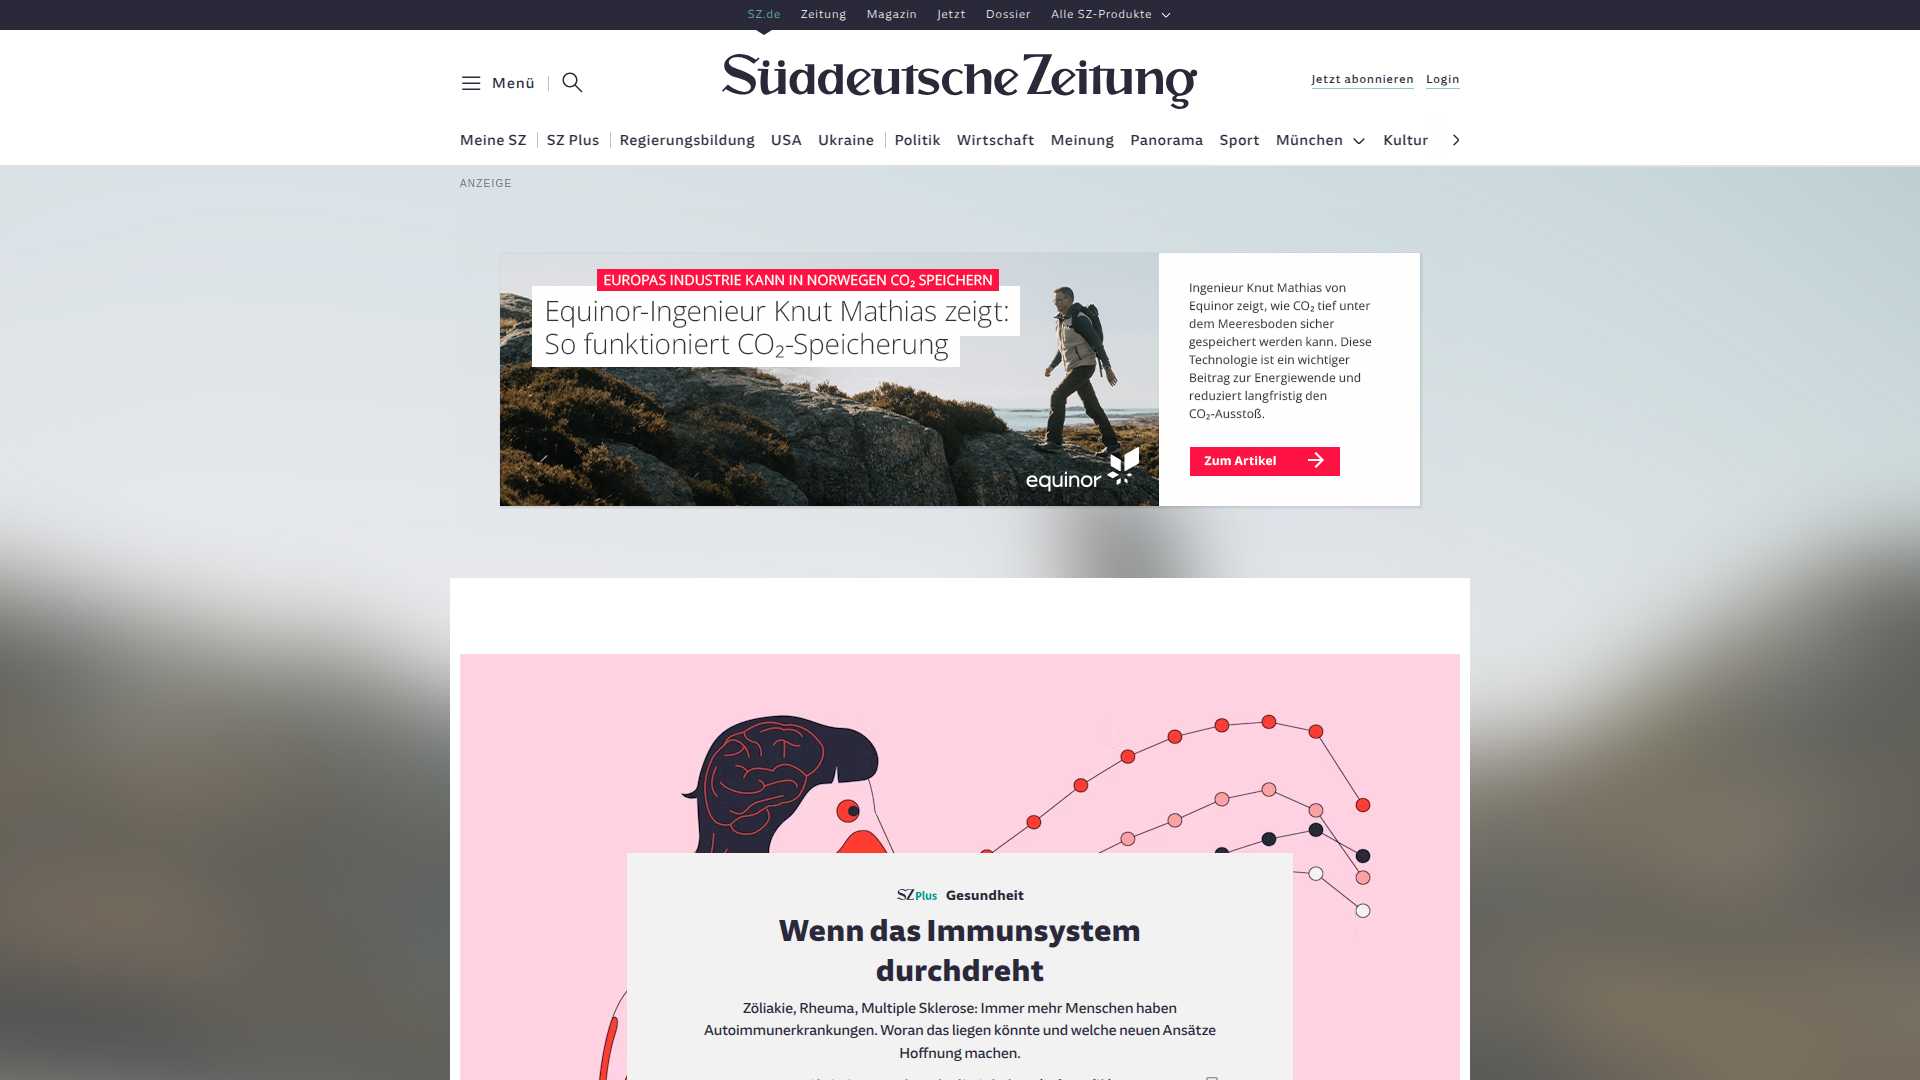 SZ.de Zeitung Magazin Jetzt Dossier Alle SZ-Produkte
Menü
Süddeutsche Zeitung
Jetzt abonnieren Login
Meine SZ SZ Plus Regierungsbildung USA Ukraine Politik Wirtschaft Meinung Panorama Sport München Kultur
ANZEIGE
EUROPAS INDUSTRIE KANN IN NORWEGEN CO₂ SPEICHERN
Equinor-Ingenieur Knut Mathias zeigt:
So funktioniert CO₂-Speicherung
equinor
Ingenieur Knut Mathias von
Equinor zeigt, wie CO₂ tief unter
dem Meeresboden sicher
gespeichert werden kann. Diese
Technologie ist ein wichtiger
Beitrag zur Energiewende und
reduziert langfristig den
CO₂-Ausstoß.
Zum Artikel
SZ Plus Gesundheit
Wenn das Immunsystem
durchdreht
Zöliakie, Rheuma, Multiple Sklerose: Immer mehr Menschen haben
Autoimmunerkrankungen. Woran das liegen könnte und welche neuen Ansätze
Hoffnung machen.